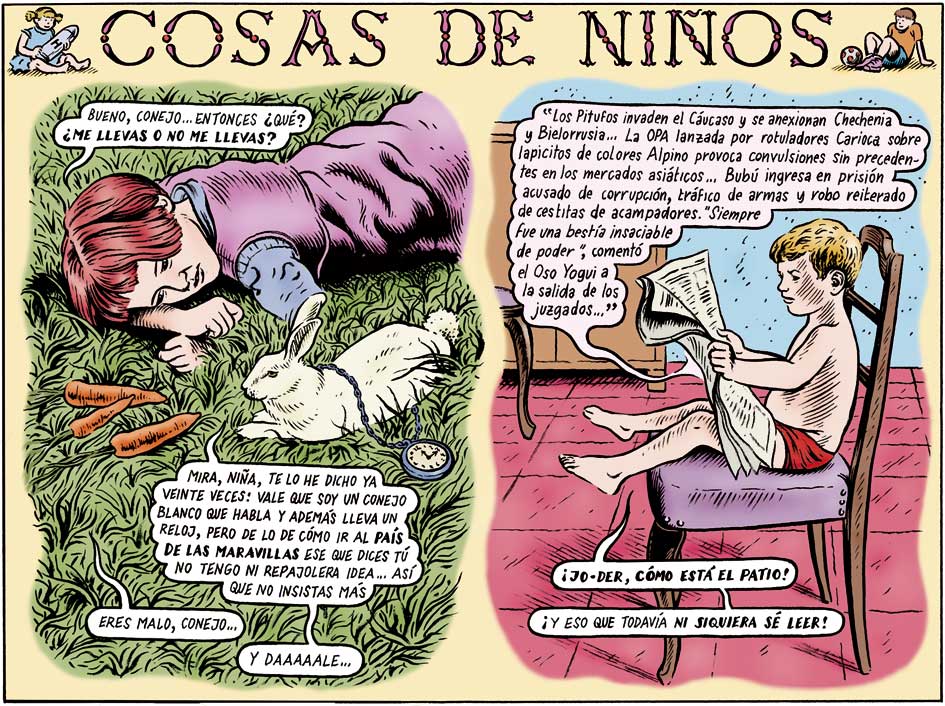 COSAS DE NIÑOS
BUENO, CONEJO... ENTONCES ¿QUÉ?
¿ME LLEVAS O NO ME LLEVAS?
MIRA, NIÑA, TE LO HE DICHO YA
VEINTE VECES: VALE QUE SOY UN CONEJO
BLANCO QUE HABLA Y ADEMÁS LLEVA UN
RELOJ, PERO DE LO DE CÓMO IR AL PAÍS
DE LAS MARAVILLAS ESE QUE DICES TÚ
NO TENGO NI REPAJOLERA IDEA... ASÍ
QUE NO INSISTAS MÁS
ERES MALO, CONEJO...
Y DAAAAALE...
“Los Pitufos invaden el Cáucaso y se anexionan Chechenia
y Bielorrusia... La OPA lanzada por rotuladores Carioca sobre
lapicitos de colores Alpino provoca convulsiones sin preceden-
tes en los mercados asiáticos... Bubú ingresa en prisión
acusado de corrupción, tráfico de armas y robo reiterado
de cestitas de acampadores. "Siempre
fue una bestia insaciable
de poder", comentó
el Oso Yogui a
la salida de los
juzgados...”
¡JO-DER, CÓMO ESTÁ EL PATIO!
¡Y ESO QUE TODAVÍA NI SIQUIERA SÉ LEER!